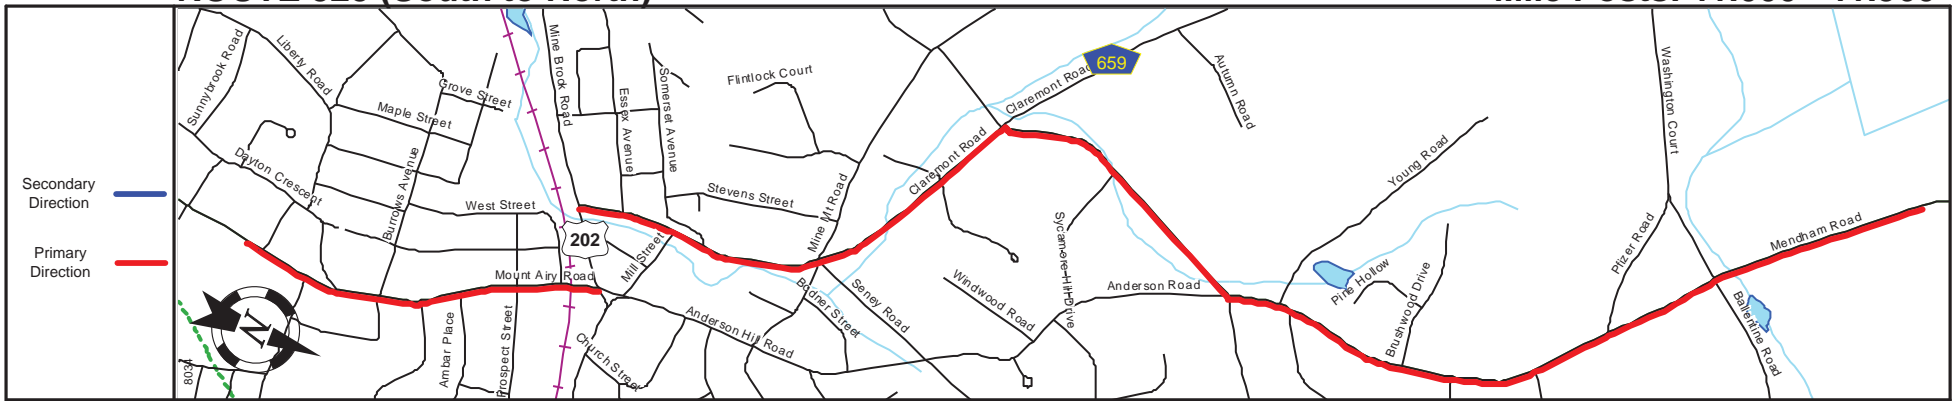 Secondary
Direction
Primary
Direction
Sunnybrook Road
Liberty Road
Grove Street
Maple Street
Dayton Crescent
Burrows Avenue
West Street
Mine Brook Road
Essex Avenue
Somerset Avenue
Flintlock Court
Stevens Street
202
Mill Street
Mount Airy Road
Mine Mt Road
Claremont Road
Claremont Road
659
Autumn Road
Young Road
Washington Court
Pfizer Road
Mendham Road
Ballentine Road
Pine Hollow
Brushwood Drive
Anderson Road
Sycamore Hill Drive
Windwood Road
Seney Road
Bodner Street
Anderson Hill Road
Church Street
Prospect Street
Ambar Place
N
8034